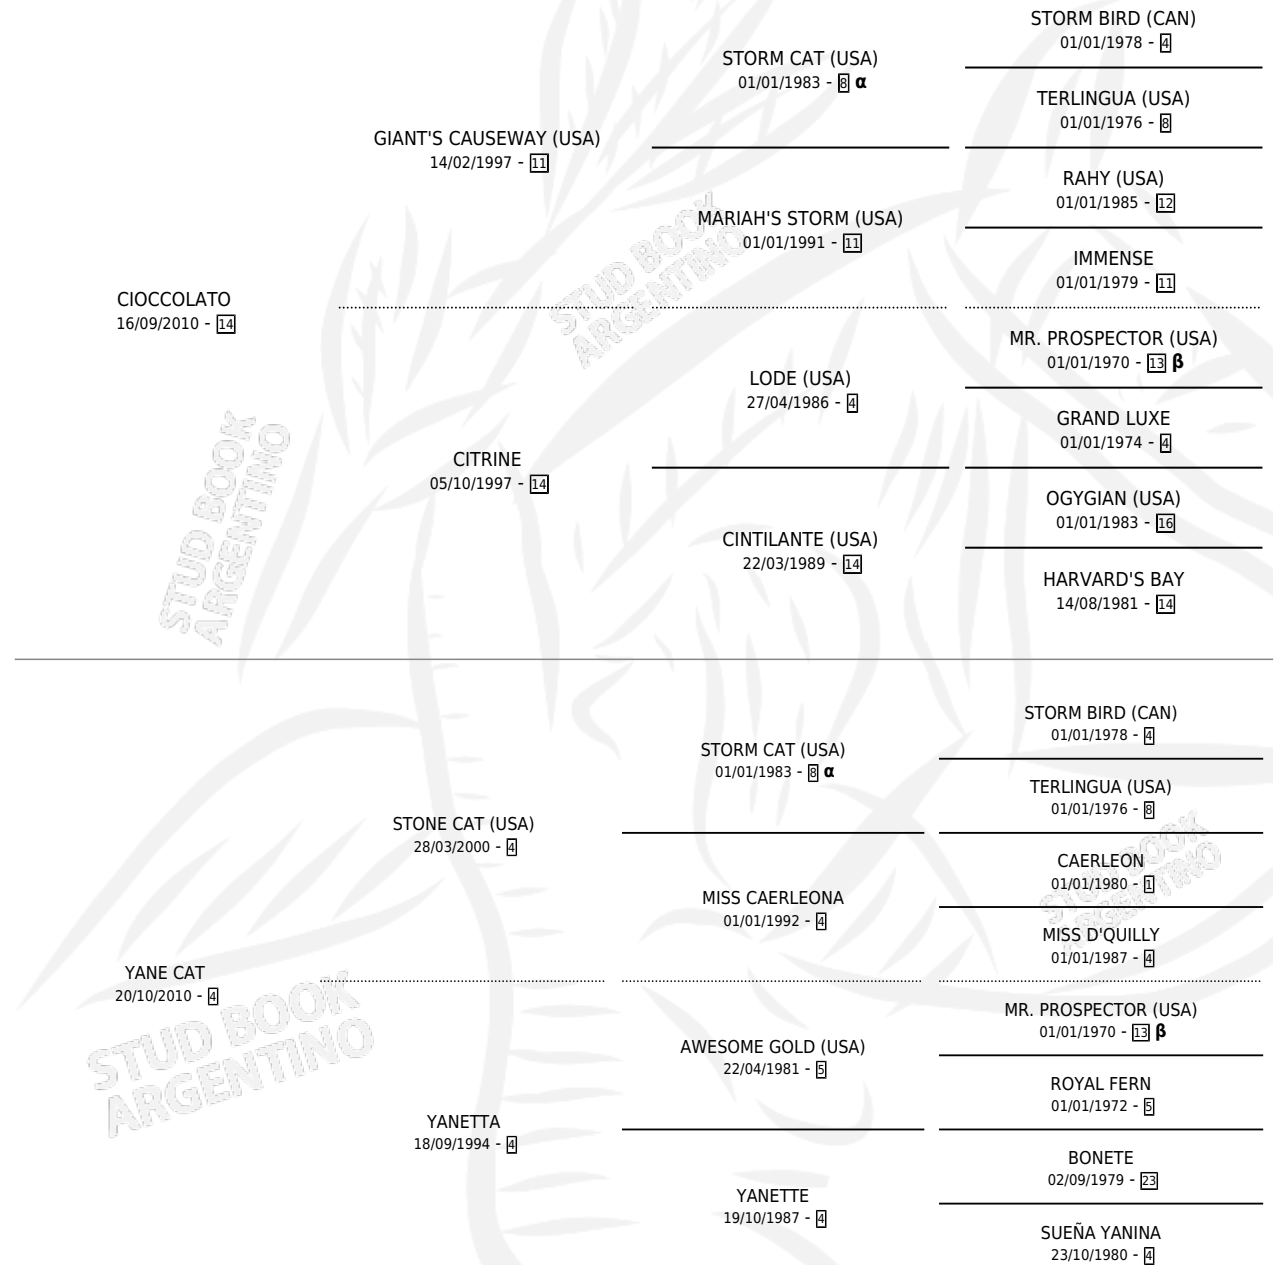 STORM BIRD (CAN)
01/01/1978 - 4
STORM CAT (USA)
01/01/1983 - 8 α
TERLINGUA (USA)
01/01/1976 - 8
GIANT'S CAUSEWAY (USA)
14/02/1997 - 11
RAHY (USA)
01/01/1985 - 12
MARIAH'S STORM (USA)
01/01/1991 - 11
IMMENSE
01/01/1979 - 11
CIOCCOLATO
16/09/2010 - 14
MR. PROSPECTOR (USA)
01/01/1970 - 13 β
LODE (USA)
27/04/1986 - 4
GRAND LUXE
01/01/1974 - 4
CITRINE
05/10/1997 - 14
OGYGIAN (USA)
01/01/1983 - 16
CINTILANTE (USA)
22/03/1989 - 14
HARVARD'S BAY
14/08/1981 - 14
STORM BIRD (CAN)
01/01/1978 - 4
STORM CAT (USA)
01/01/1983 - 8 α
TERLINGUA (USA)
01/01/1976 - 8
STONE CAT (USA)
28/03/2000 - 4
CAERLEON
01/01/1980 - 1
MISS CAERLEONA
01/01/1992 - 4
MISS D'QUILLY
01/01/1987 - 4
YANE CAT
20/10/2010 - 4
MR. PROSPECTOR (USA)
01/01/1970 - 13 β
AWESOME GOLD (USA)
22/04/1981 - 5
ROYAL FERN
01/01/1972 - 5
YANETTA
18/09/1994 - 4
BONETE
02/09/1979 - 23
YANETTE
19/10/1987 - 4
SUEÑA YANINA
23/10/1980 - 4
STUD BOOK
ARGENTINO
STUD BOOK
ARGENTINO
STUD BOOK
ARGENTINO
STUD BOOK
ARGENTINO